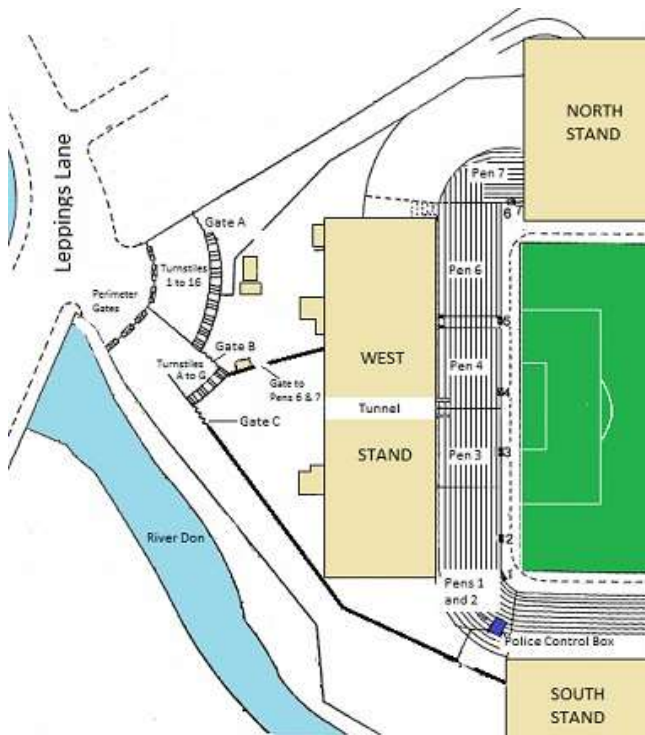 NORTH
STAND
Pen 7
6
7
Leppings Lane
Gate A
Turnstiles
1 to 16
Pen 6
Perimeter
Gates
5
Gate B
WEST
Turnstiles
A to G
Pen 4
Gate to
Pens 6 & 7
4
Tunnel
Gate C
STAND
Pen 3
3
River Don
2
Pens 1
and 2
1
Police Control Box
SOUTH
STAND